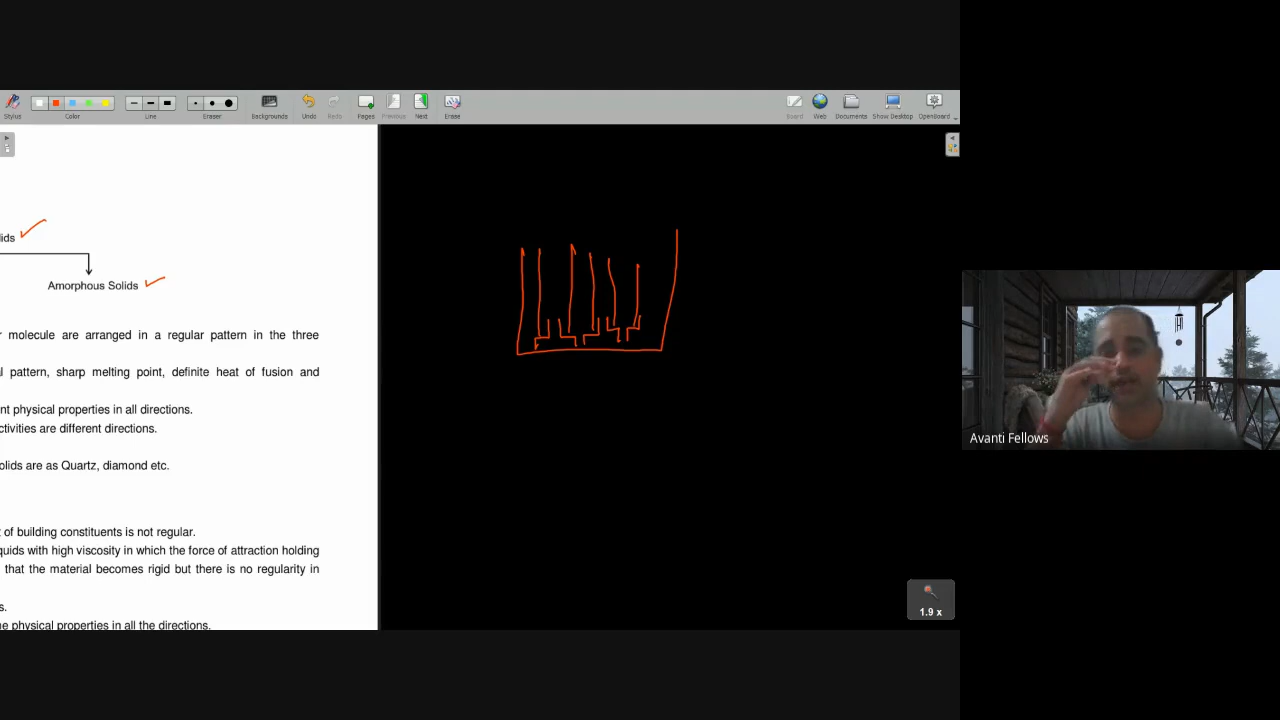 Stylus
Color
Line
Eraser
Backgrounds
Undo
Redo
Pages
Previous
Next
Erase
Board
Web
Documents
Show Desktop
OpenBoard
lids
Amorphous Solids
r molecule are arranged in a regular pattern in the three
l pattern, sharp melting point, definite heat of fusion and
nt physical properties in all directions.
ctivities are different directions.
solids are as Quartz, diamond etc.
t of building constituents is not regular.
quids with high viscosity in which the force of attraction holding
that the material becomes rigid but there is no regularity in
s.
ne physical properties in all the directions.
1.9 x
Avanti Fellows